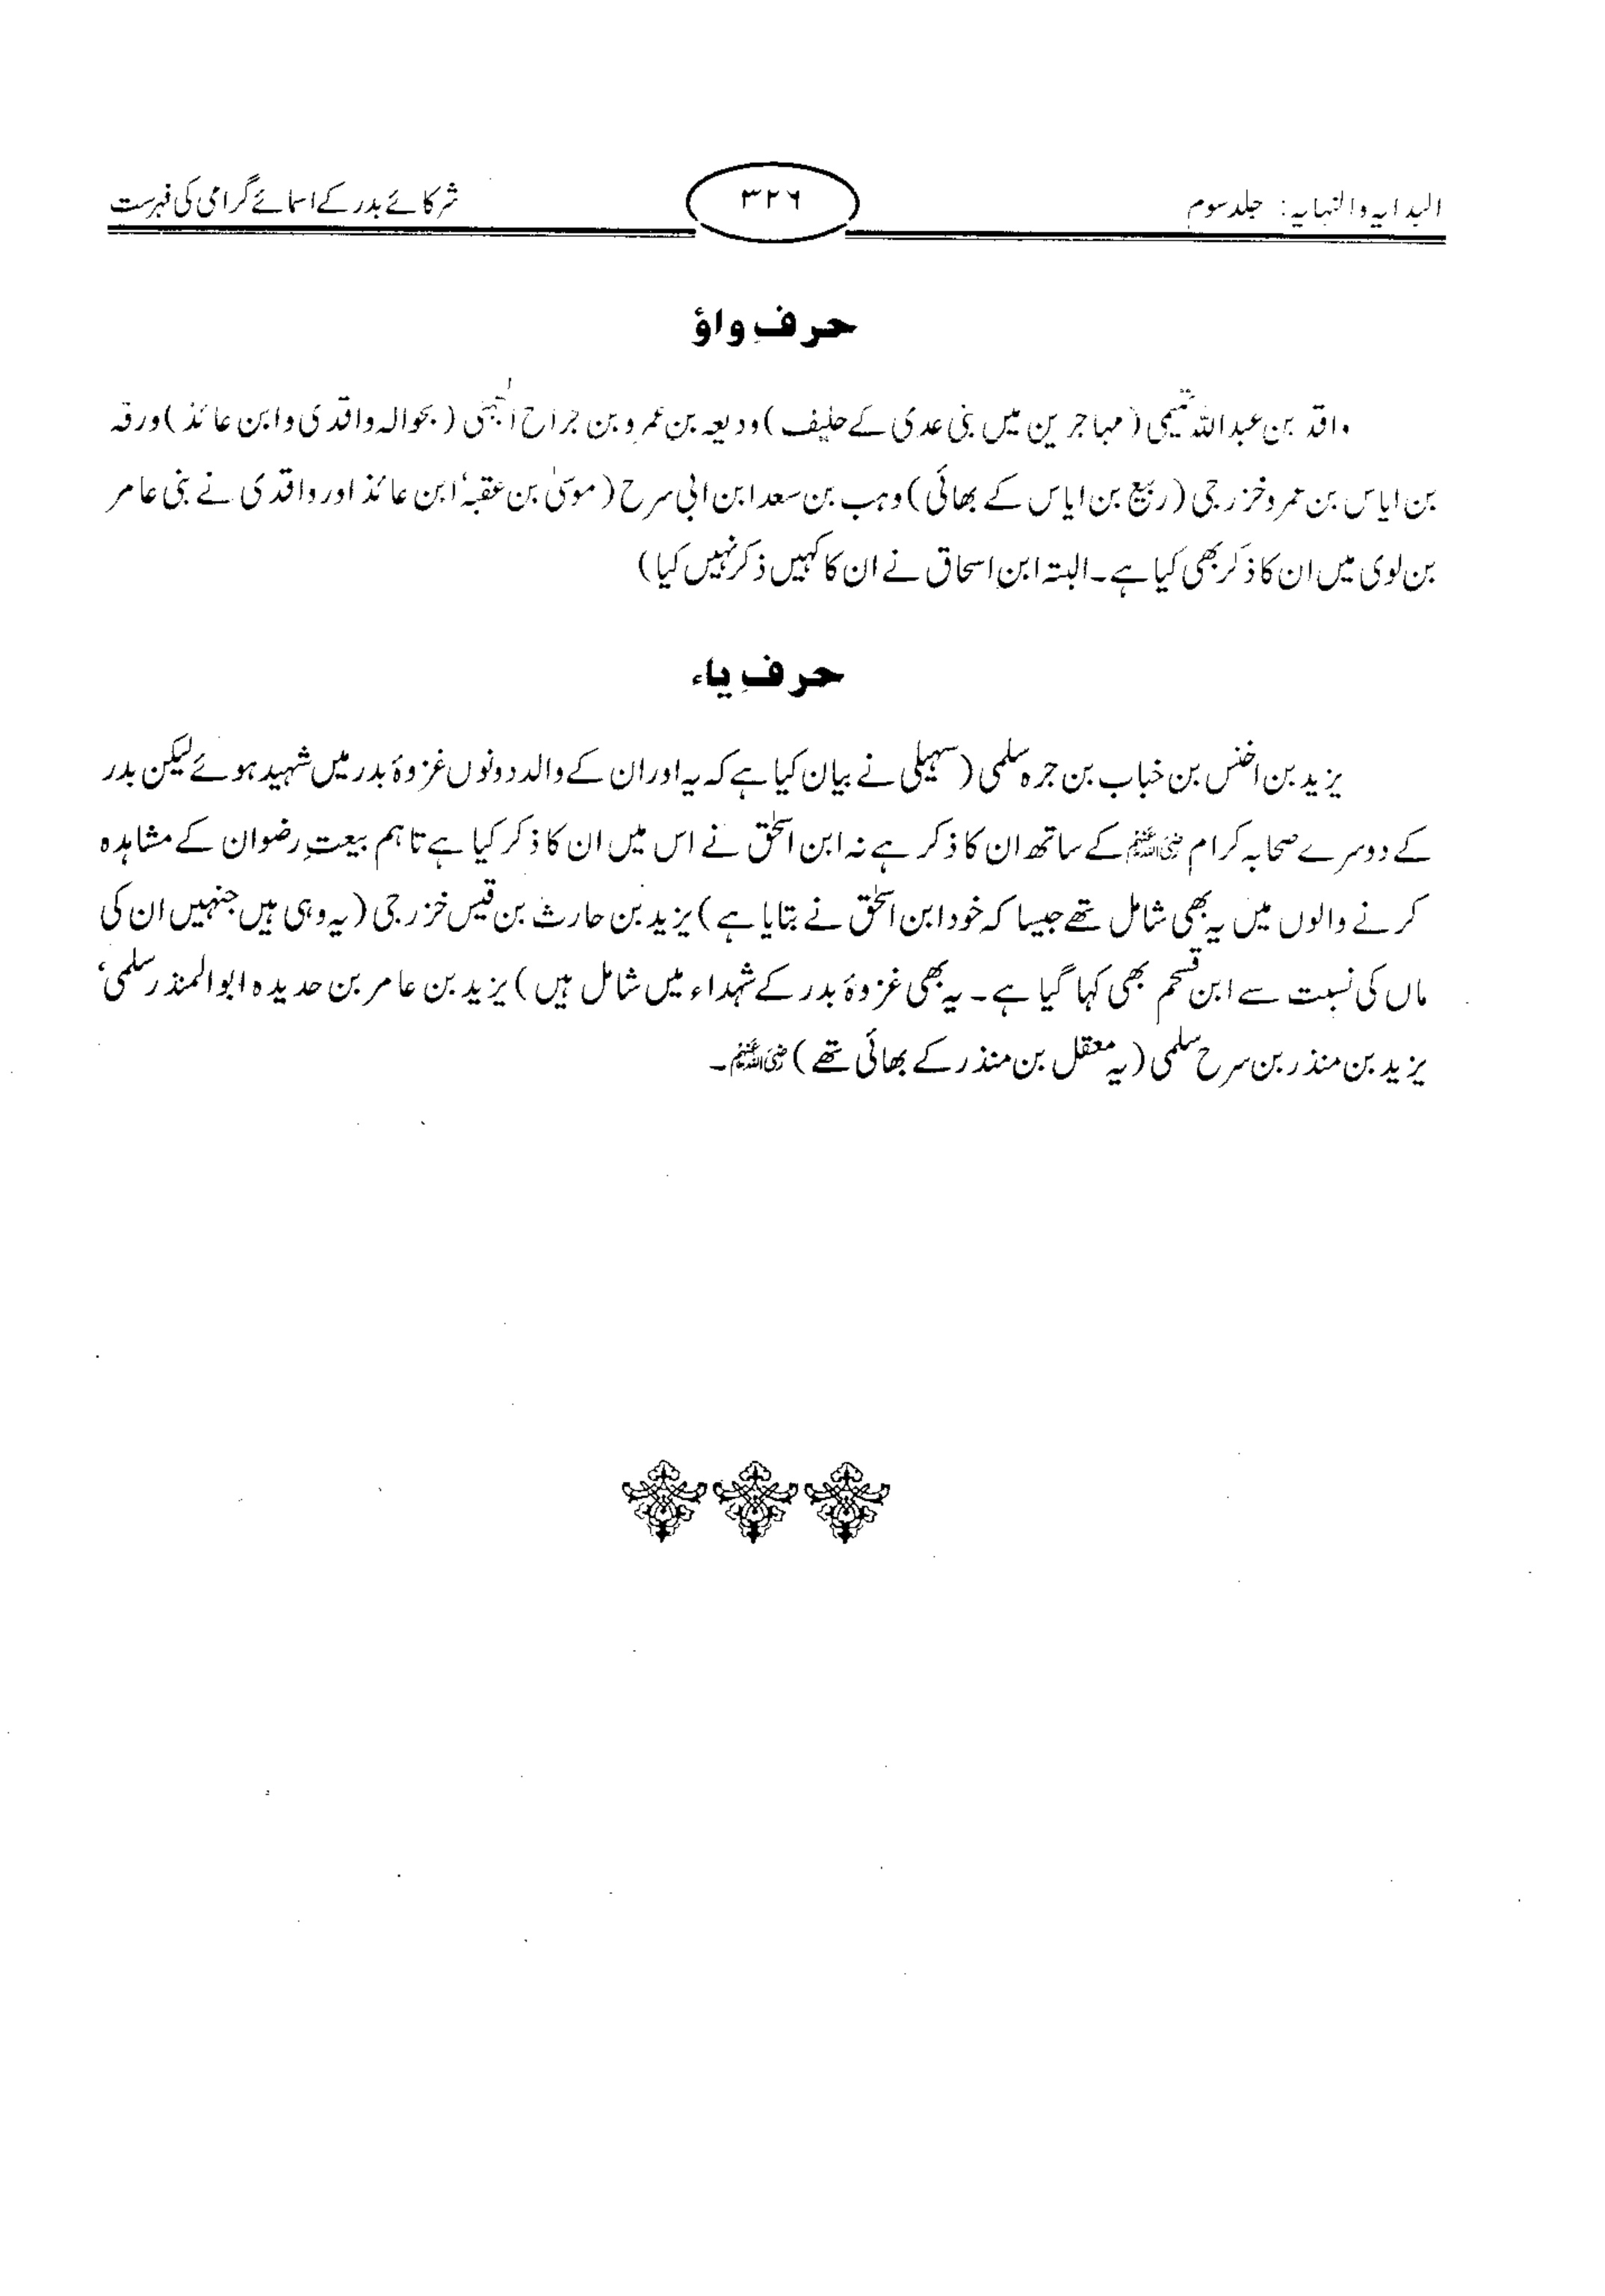 البدایہ والنہایہ: جلد سوم
۳۲۶
شرکائے بدر کے اسمائے گرامی کی فہرست
حرفِ واؤ
واقد بن عبداللہ تمیمی (مہاجرین میں بنی عدی کے حلیف) ودیعہ بن عمرو بن جراح الجہنی (بحوالہ واقدی وابن عائذ) ورقہ
بن ایاس بن عمرو خزرجی (ربیع بن ایاس کے بھائی) وہب بن سعد ابن ابی سرح (موسیٰ بن عقبہ، ابن عائذ اور واقدی نے بنی عامر
بن لوی میں ان کا ذکر بھی کیا ہے۔ البتہ ابن اسحاق نے ان کا کہیں ذکر نہیں کیا)
حرفِ یاء
یزید بن اخنس بن خباب بن جرہ سلمی (سہیلی نے بیان کیا ہے کہ یہ اور ان کے والد دونوں غزوۂ بدر میں شہید ہوئے لیکن بدر
کے دوسرے صحابہ کرام رضی اللہ عنہم کے ساتھ ان کا ذکر ہے نہ ابن اسحٰق نے اس میں ان کا ذکر کیا ہے تاہم بیعتِ رضوان کے مشاہدہ
کرنے والوں میں یہ بھی شامل تھے جیسا کہ خود ابن اسحٰق نے بتایا ہے) یزید بن حارث بن قیس خزرجی (یہ وہی ہیں جنہیں ان کی
ماں کی نسبت سے ابن قسحم بھی کہا گیا ہے۔ یہ بھی غزوۂ بدر کے شہداء میں شامل ہیں) یزید بن عامر بن حدیدہ ابوالمنذر سلمی،
یزید بن منذر بن سرح سلمی (یہ معقل بن منذر کے بھائی تھے) رضی اللہ عنہم۔